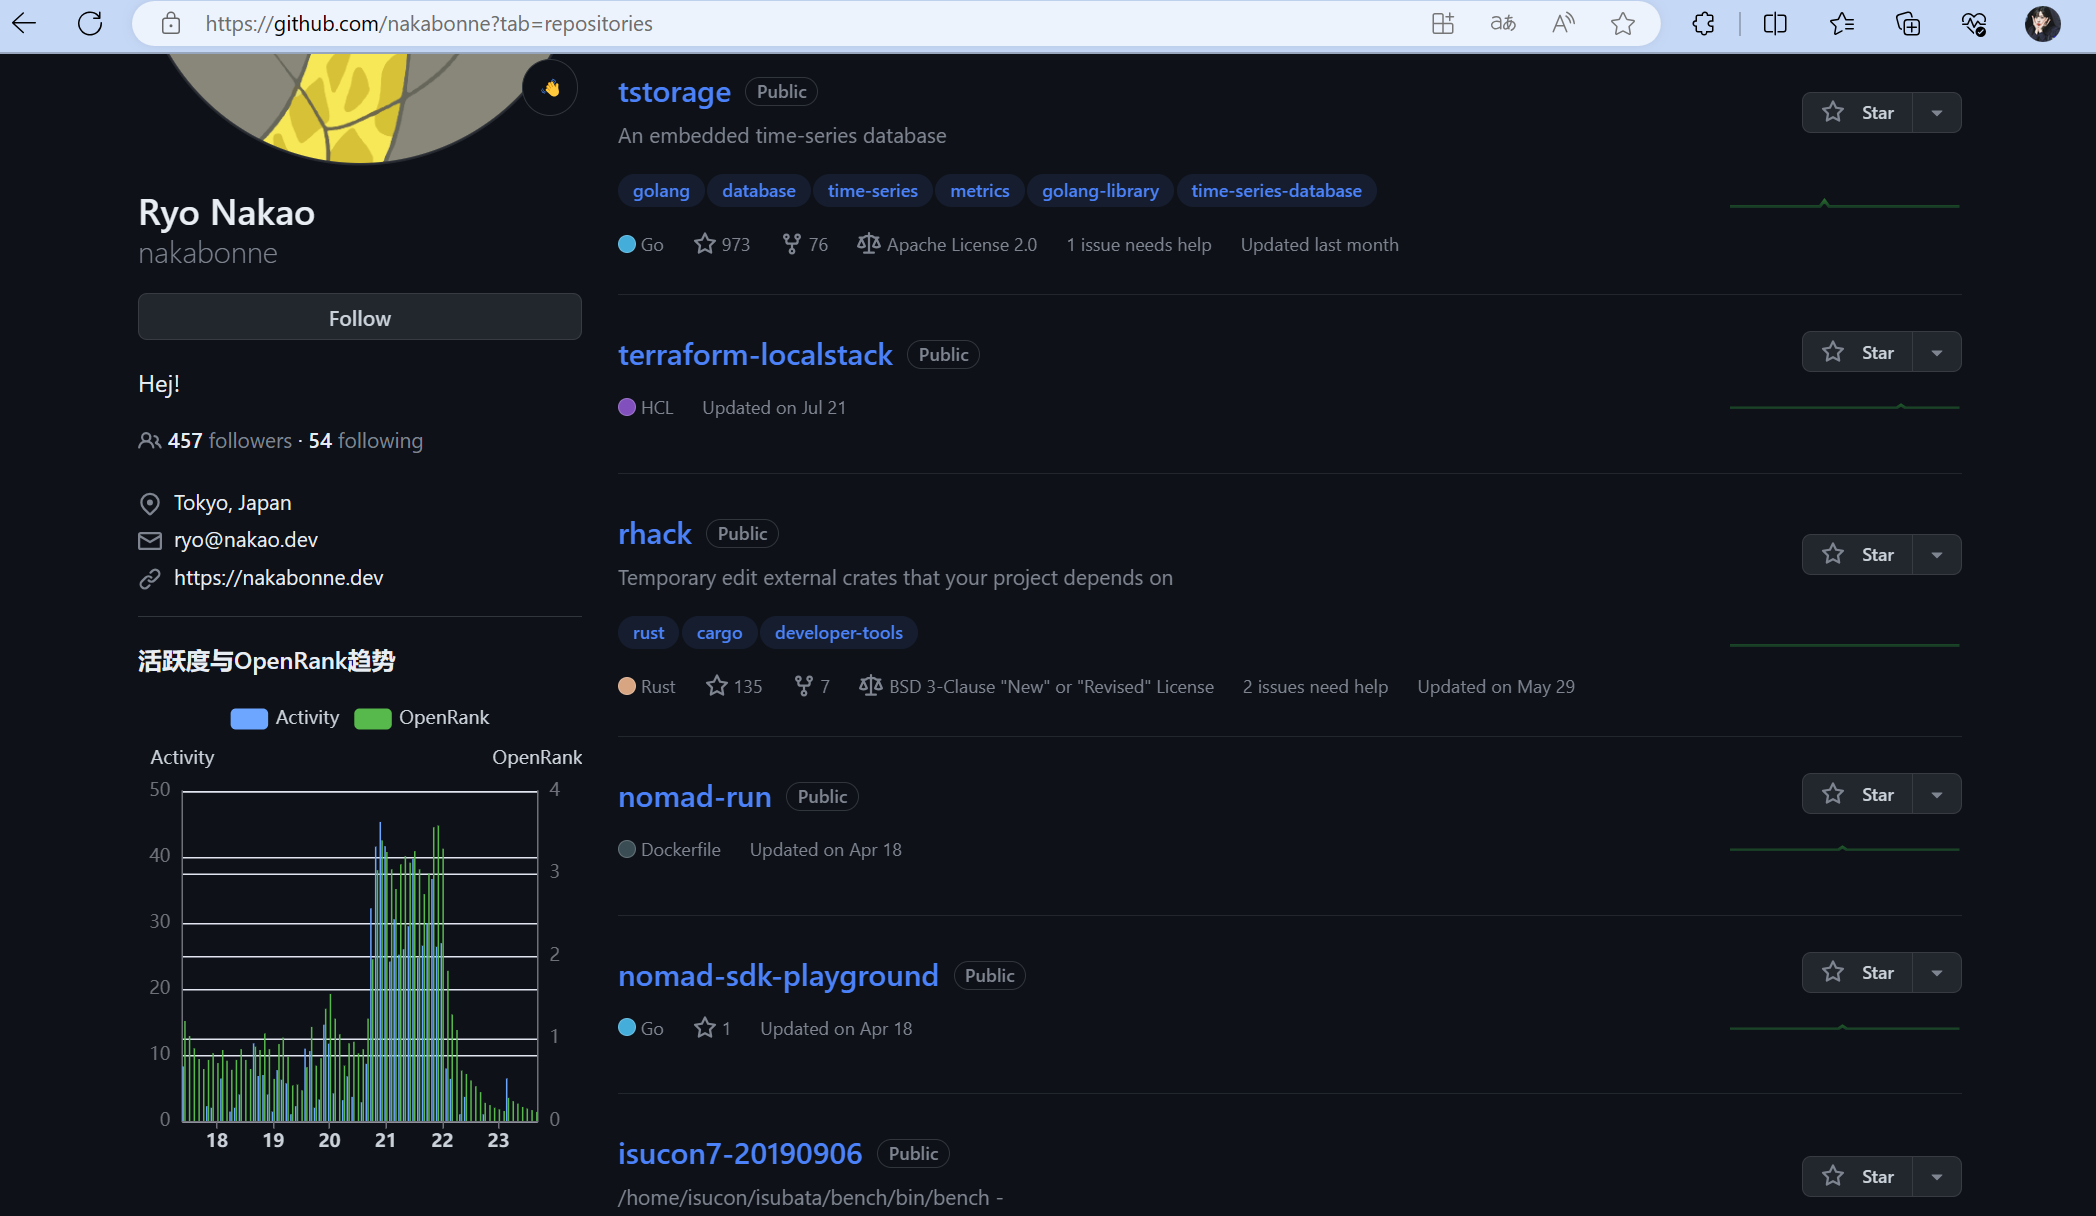 https://github.com/nakabonne?tab=repositories
Ryo Nakao
nakabonne
Follow
Hej!
457 followers · 54 following
Tokyo, Japan
ryo@nakao.dev
https://nakabonne.dev
活跃度与OpenRank趋势
Activity OpenRank
Activity OpenRank
50 4
40
3
30
2
20
1
10
0 0
18 19 20 21 22 23
tstorage Public
Star
An embedded time-series database
golang database time-series metrics golang-library time-series-database
Go 973 76 Apache License 2.0 1 issue needs help Updated last month
terraform-localstack Public
Star
HCL Updated on Jul 21
rhack Public
Star
Temporary edit external crates that your project depends on
rust cargo developer-tools
Rust 135 7 BSD 3-Clause "New" or "Revised" License 2 issues need help Updated on May 29
nomad-run Public
Star
Dockerfile Updated on Apr 18
nomad-sdk-playground Public
Star
Go 1 Updated on Apr 18
isucon7-20190906 Public
Star
/home/isucon/isubata/bench/bin/bench -